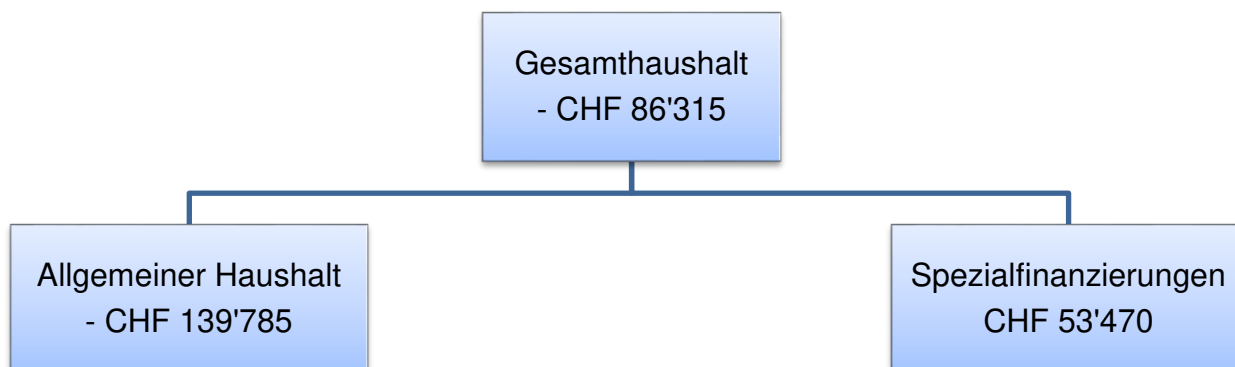 Gesamthaushalt
- CHF 86'315
Allgemeiner Haushalt
- CHF 139'785
Spezialfinanzierungen
CHF 53'470